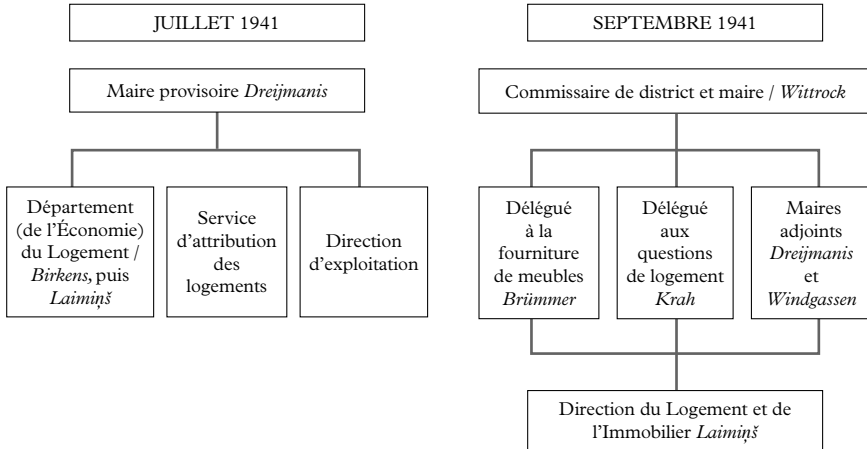 JUILLET 1941
Maire provisoire Dreijmanis
Département
(de l'Économie)
du Logement /
Birkens, puis
Laimiņš
Service
d'attribution
des
logements
Direction
d'exploitation
SEPTEMBRE 1941
Commissaire de district et maire / Wittrock
Délégué
à la
fourniture
de meubles
Brümmer
Délégué
aux
questions
de logement
Krah
Maires
adjoints
Dreijmanis
et
Windgassen
Direction du Logement et de
l'Immobilier Laimiņš